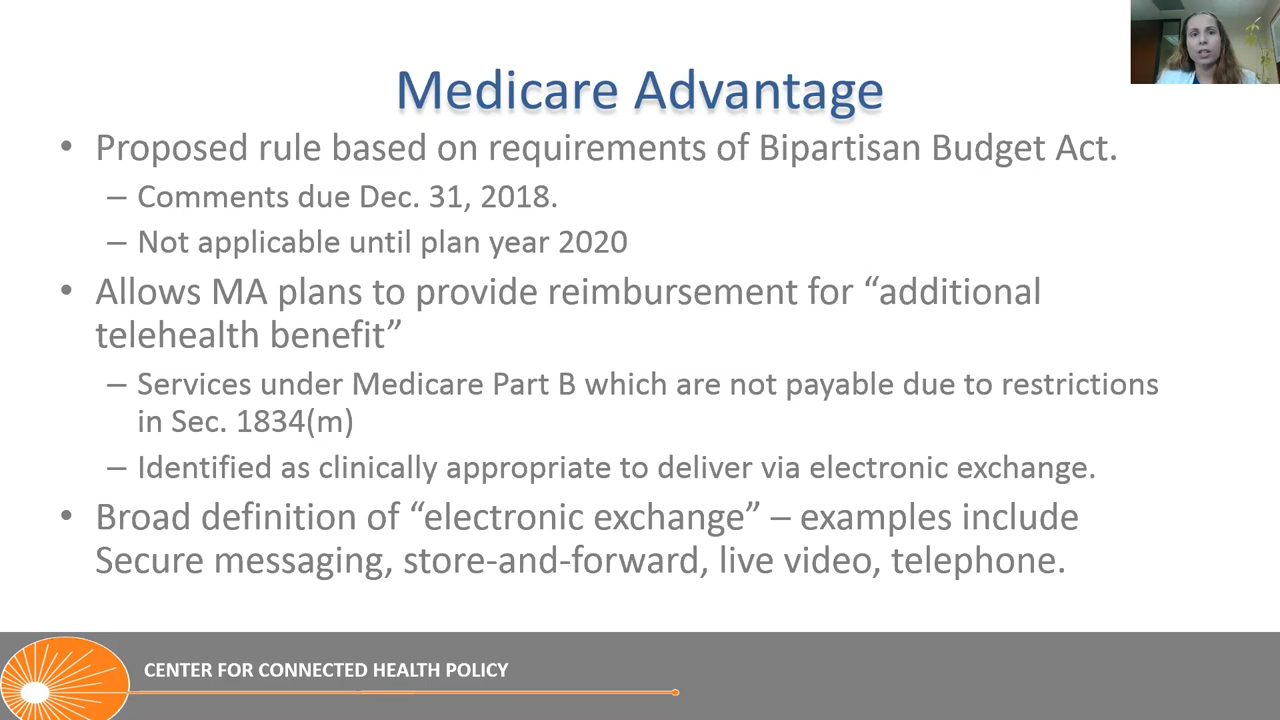 Medicare Advantage
• Proposed rule based on requirements of Bipartisan Budget Act.
– Comments due Dec. 31, 2018.
– Not applicable until plan year 2020
• Allows MA plans to provide reimbursement for “additional
telehealth benefit”
– Services under Medicare Part B which are not payable due to restrictions
in Sec. 1834(m)
– Identified as clinically appropriate to deliver via electronic exchange.
• Broad definition of “electronic exchange” – examples include
Secure messaging, store-and-forward, live video, telephone.
CENTER FOR CONNECTED HEALTH POLICY